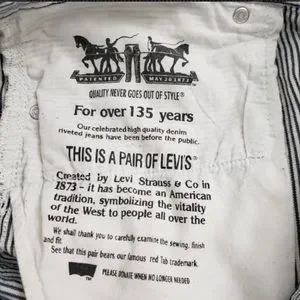 PATENTED MAY 20 1873
QUALITY NEVER GOES OUT OF STYLE®
For over 135 years
Our celebrated high quality denim
riveted jeans have been before the public.
THIS IS A PAIR OF LEVI'S®
Created by Levi Strauss & Co in
1873 - it has become an American
tradition, symbolizing the vitality
of the West to people all over the
world.
We shall thank you to carefully examine the sewing, finish
and fit
See that this pair bears our famous red Tab trademark.
PLEASE DONATE WHEN NO LONGER NEEDED